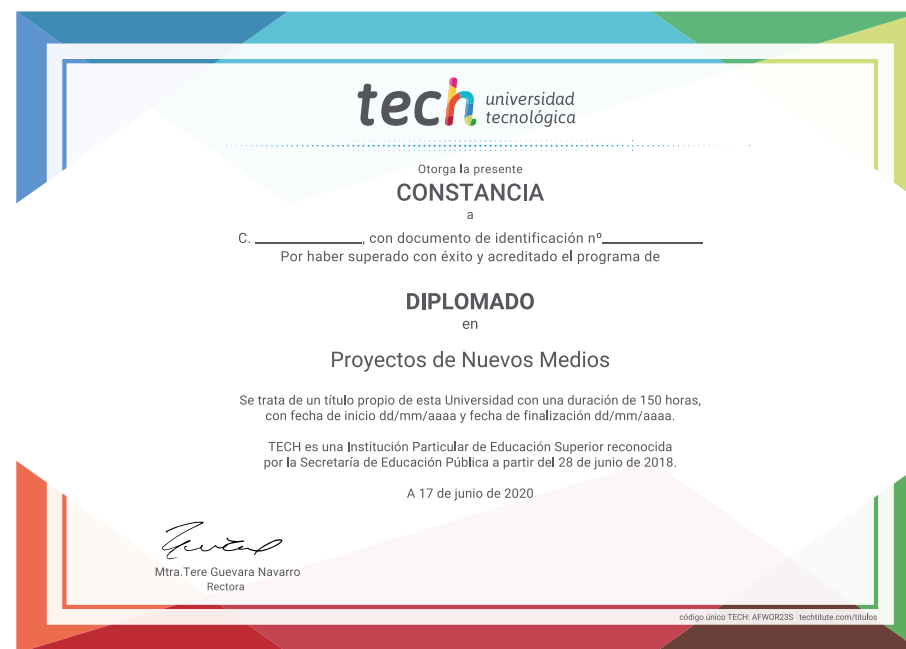 tech universidad
tecnológica
Otorga la presente
CONSTANCIA
a
C. ______________, con documento de identificación nº_____________
Por haber superado con éxito y acreditado el programa de
DIPLOMADO
en
Proyectos de Nuevos Medios
Se trata de un título propio de esta Universidad con una duración de 150 horas,
con fecha de inicio dd/mm/aaaa y fecha de finalización dd/mm/aaaa.
TECH es una Institución Particular de Educación Superior reconocida
por la Secretaría de Educación Pública a partir del 28 de junio de 2018.
A 17 de junio de 2020
Mtra.Tere Guevara Navarro
Rectora
código único TECH: AFWOR23S techtitute.com/titulos